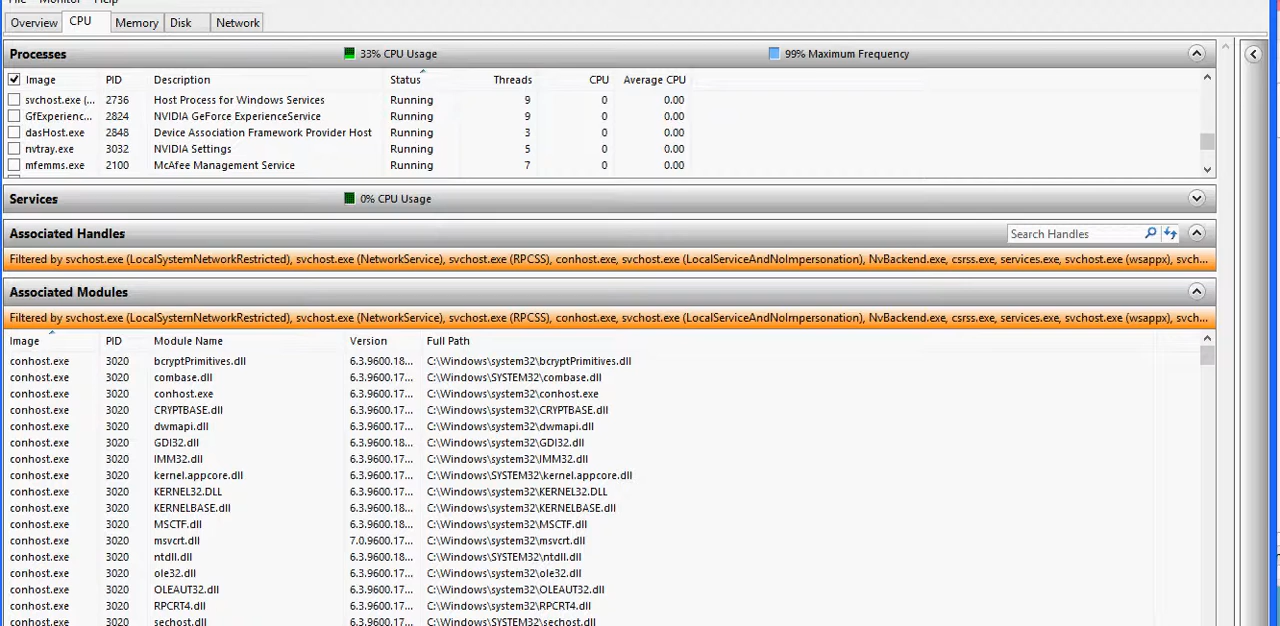 File Monitor Help
Overview CPU Memory Disk Network
Processes 33% CPU Usage 99% Maximum Frequency
Image PID Description Status Threads CPU Average CPU
svchost.exe (... 2736 Host Process for Windows Services Running 9 0 0.00
GfExperienc... 2824 NVIDIA GeForce ExperienceService Running 9 0 0.00
dasHost.exe 2848 Device Association Framework Provider Host Running 3 0 0.00
nvtray.exe 3032 NVIDIA Settings Running 5 0 0.00
mfemms.exe 2100 McAfee Management Service Running 7 0 0.00
Services 0% CPU Usage
Associated Handles Search Handles
Filtered by svchost.exe (LocalSystemNetworkRestricted), svchost.exe (NetworkService), svchost.exe (RPCSS), conhost.exe, svchost.exe (LocalServiceAndNoImpersonation), NvBackend.exe, csrss.exe, services.exe, svchost.exe (wsappx), svch...
Associated Modules
Filtered by svchost.exe (LocalSystemNetworkRestricted), svchost.exe (NetworkService), svchost.exe (RPCSS), conhost.exe, svchost.exe (LocalServiceAndNoImpersonation), NvBackend.exe, csrss.exe, services.exe, svchost.exe (wsappx), svch...
Image PID Module Name Version Full Path
conhost.exe 3020 bcryptPrimitives.dll 6.3.9600.18... C:\Windows\system32\bcryptPrimitives.dll
conhost.exe 3020 combase.dll 6.3.9600.17... C:\Windows\SYSTEM32\combase.dll
conhost.exe 3020 conhost.exe 6.3.9600.17... C:\Windows\system32\conhost.exe
conhost.exe 3020 CRYPTBASE.dll 6.3.9600.17... C:\Windows\system32\CRYPTBASE.dll
conhost.exe 3020 dwmapi.dll 6.3.9600.17... C:\Windows\system32\dwmapi.dll
conhost.exe 3020 GDI32.dll 6.3.9600.18... C:\Windows\system32\GDI32.dll
conhost.exe 3020 IMM32.dll 6.3.9600.17... C:\Windows\system32\IMM32.dll
conhost.exe 3020 kernel.appcore.dll 6.3.9600.17... C:\Windows\SYSTEM32\kernel.appcore.dll
conhost.exe 3020 KERNEL32.DLL 6.3.9600.17... C:\Windows\system32\KERNEL32.DLL
conhost.exe 3020 KERNELBASE.dll 6.3.9600.18... C:\Windows\system32\KERNELBASE.dll
conhost.exe 3020 MSCTF.dll 6.3.9600.18... C:\Windows\system32\MSCTF.dll
conhost.exe 3020 msvcrt.dll 7.0.9600.17... C:\Windows\system32\msvcrt.dll
conhost.exe 3020 ntdll.dll 6.3.9600.18... C:\Windows\SYSTEM32\ntdll.dll
conhost.exe 3020 ole32.dll 6.3.9600.17... C:\Windows\system32\ole32.dll
conhost.exe 3020 OLEAUT32.dll 6.3.9600.17... C:\Windows\system32\OLEAUT32.dll
conhost.exe 3020 RPCRT4.dll 6.3.9600.17... C:\Windows\system32\RPCRT4.dll
conhost.exe 3020 sechost.dll 6.3.9600.17... C:\Windows\SYSTEM32\sechost.dll